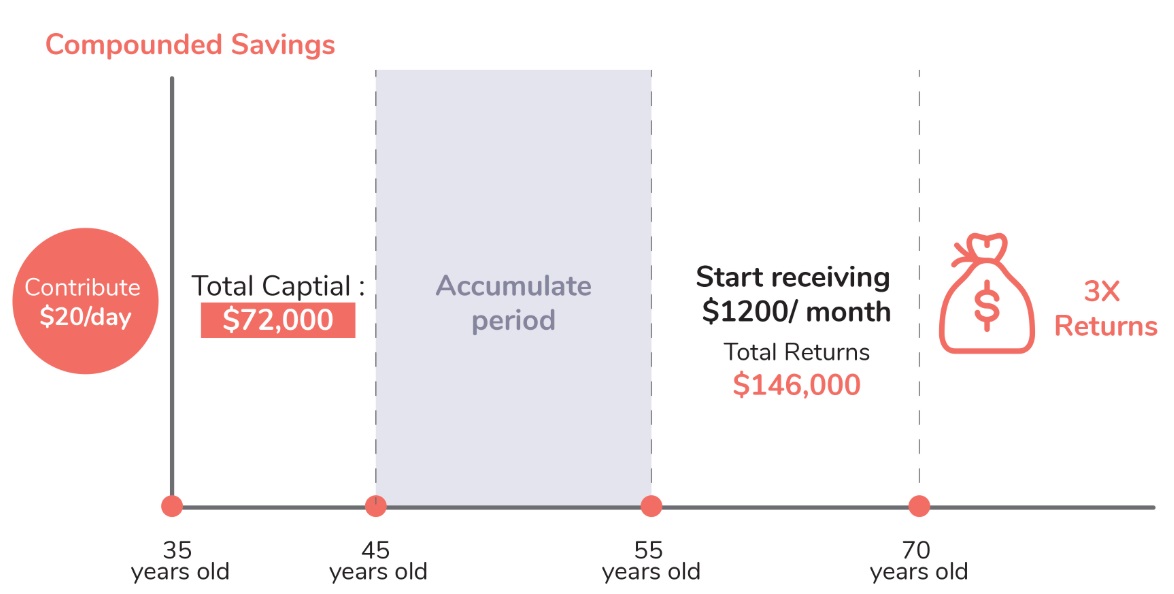 Compounded Savings
Contribute
$20/day
Total Captial :
$72,000
Accumulate
period
Start receiving
$1200/ month
Total Returns
$146,000
$
3X
Returns
35
years old
45
years old
55
years old
70
years old